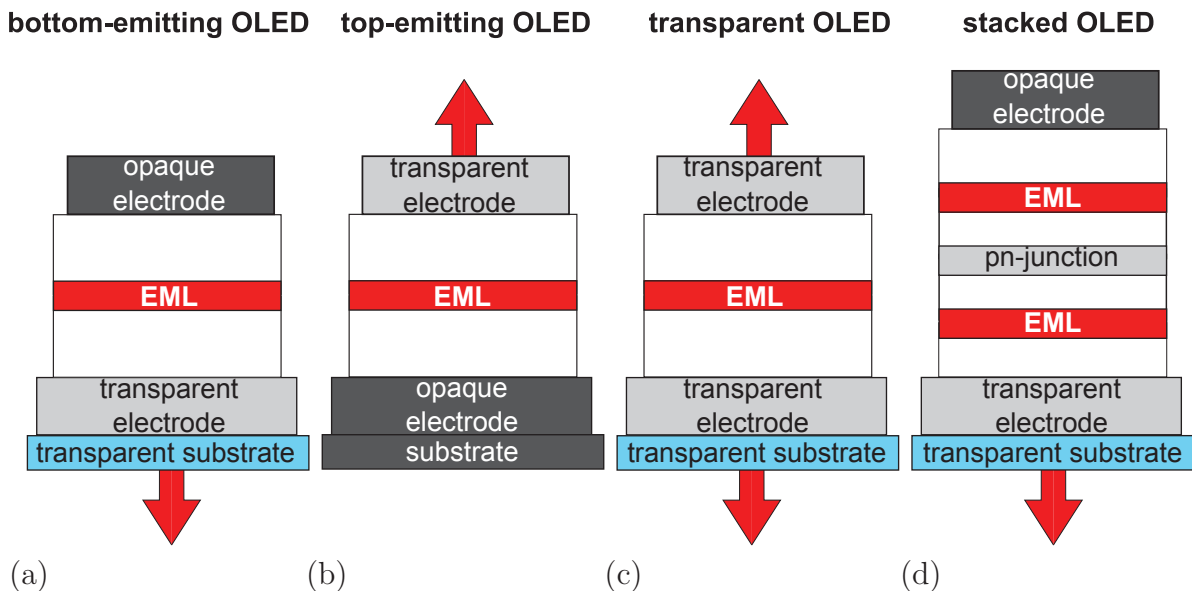 bottom-emitting OLED
opaque
electrode
EML
transparent
electrode
transparent substrate
(a)
top-emitting OLED
transparent
electrode
EML
opaque
electrode
substrate
(b)
transparent OLED
transparent
electrode
EML
transparent
electrode
transparent substrate
(c)
stacked OLED
opaque
electrode
EML
pn-junction
EML
transparent
electrode
transparent substrate
(d)